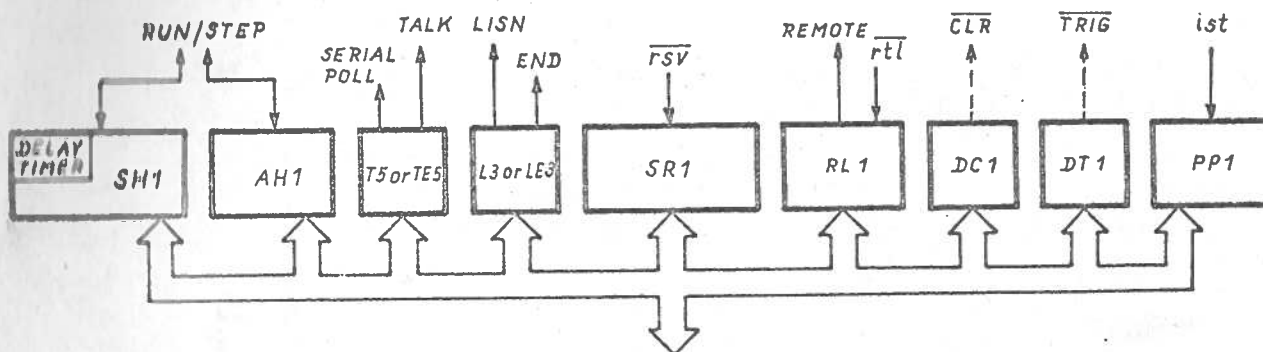 RUN/STEP
SERIAL POLL
TALK
LISN
END
rsv
REMOTE
rtl
CLR
TRIG
ist
DELAY TIMER
SH1
AH1
T5 or TE5
L3 or LE3
SR1
RL1
DC1
DT1
PP1